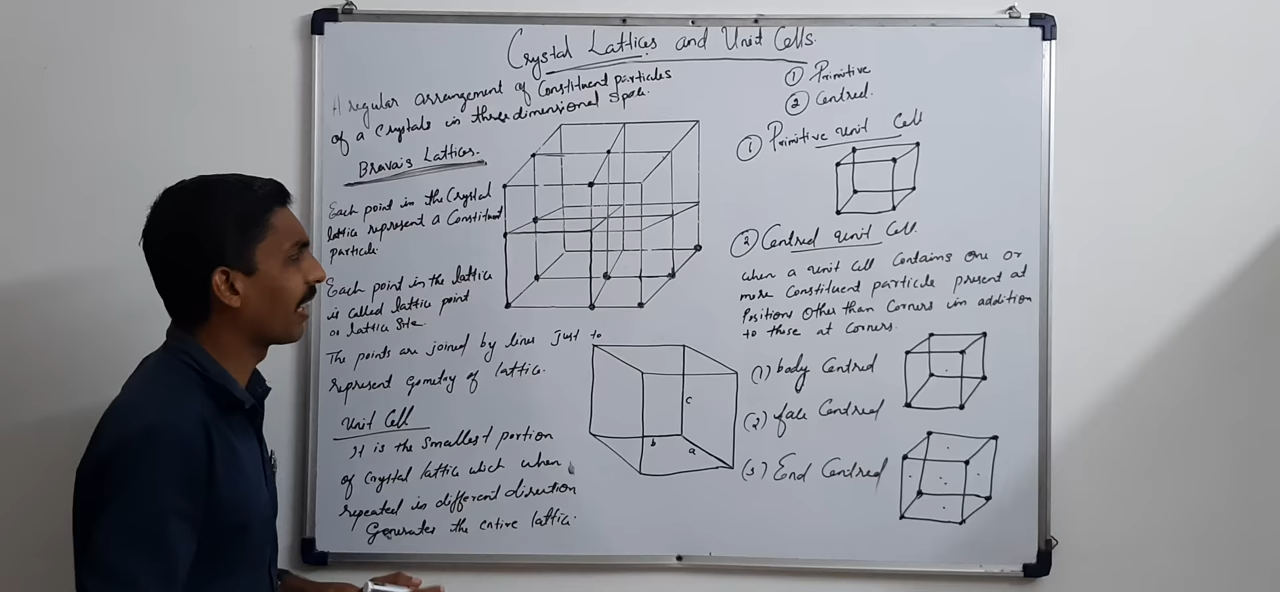 Crystal Lattices and Unit Cells.
A regular arrangement of Constituent particles
of a Crystals in three dimensional Space.
Bravais Lattices.
Each point in the Crystal
lattice represent a Constituent
particle.
Each point in the lattice
is called lattice point
or lattice site.
The points are joined by lines just to
represent geometry of lattice.
Unit Cell
It is the smallest portion
of Crystal lattice which when
repeated in different direction
Generates the entire lattice.
c
b
a
① Primitive
② Centred.
① Primitive Unit Cell
② Centred Unit Cell.
When a unit cell contains one or
more Constituent particle present at
Positions Other than Corners in addition
to those at Corners.
(1) body Centred
(2) face Centred
(3) End Centred